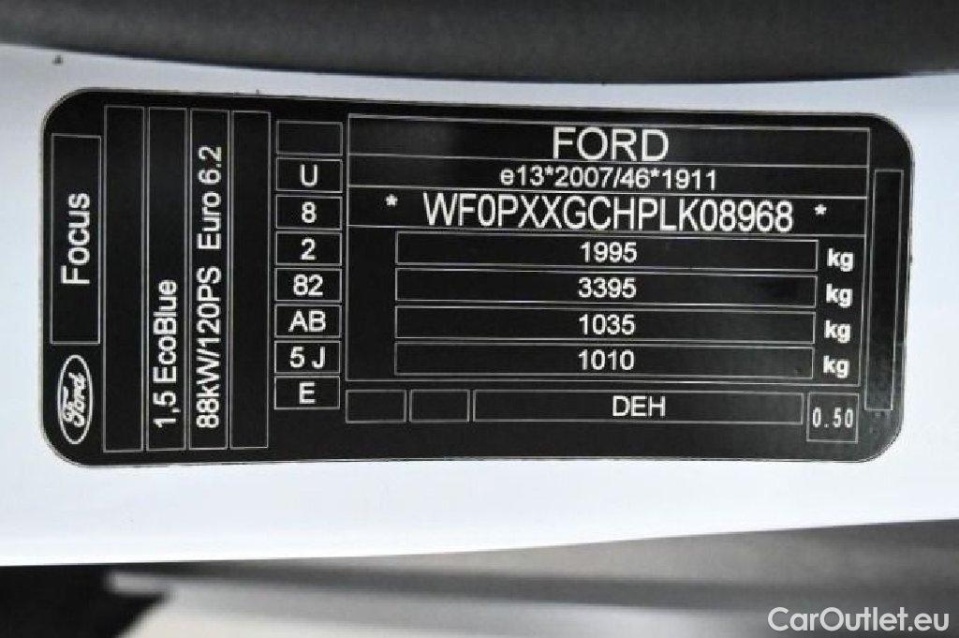 Focus
Ford
1,5 EcoBlue
88kW/120PS Euro 6.2
U
8
2
82
AB
5 J
E
FORD
e13*2007/46*1911
* WF0PXXGCHPLK08968 *
1995 kg
3395 kg
1035 kg
1010 kg
DEH
0.50
CarOutlet.eu